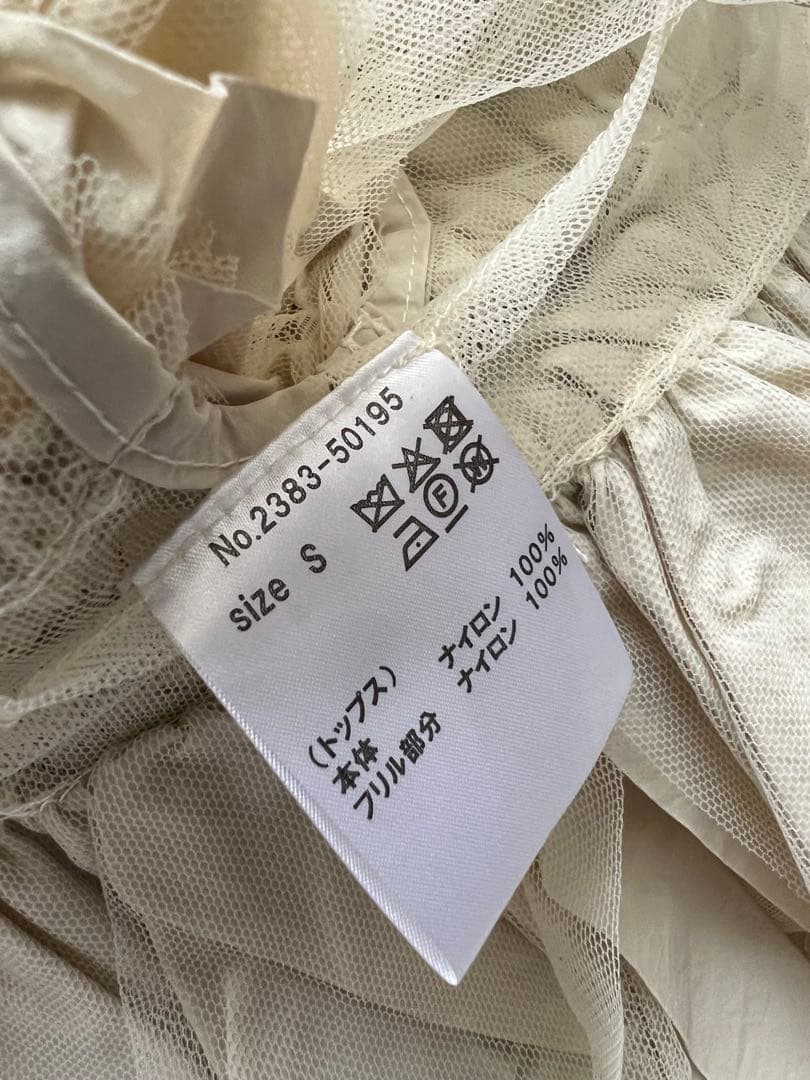 No.2383-50195
size S
F
W
(トップス)
本体 ナイロン 100%
フリル部分 ナイロン 100%